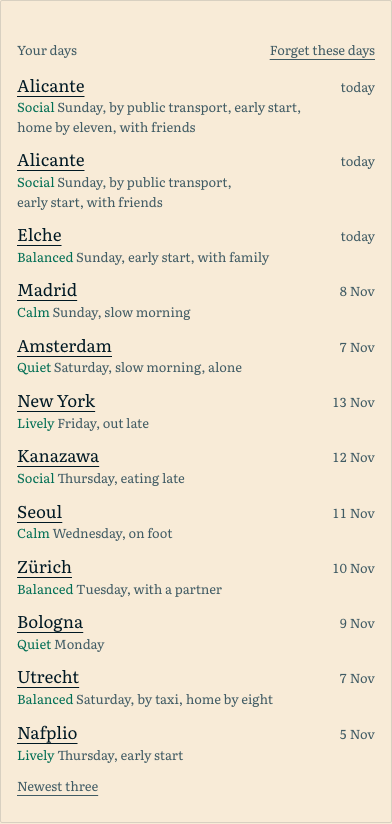 Your days
Forget these days
Alicante
today
Social Sunday, by public transport, early start,
home by eleven, with friends
Alicante
today
Social Sunday, by public transport,
early start, with friends
Elche
today
Balanced Sunday, early start, with family
Madrid
8 Nov
Calm Sunday, slow morning
Amsterdam
7 Nov
Quiet Saturday, slow morning, alone
New York
13 Nov
Lively Friday, out late
Kanazawa
12 Nov
Social Thursday, eating late
Seoul
11 Nov
Calm Wednesday, on foot
Zürich
10 Nov
Balanced Tuesday, with a partner
Bologna
9 Nov
Quiet Monday
Utrecht
7 Nov
Balanced Saturday, by taxi, home by eight
Nafplio
5 Nov
Lively Thursday, early start
Newest three